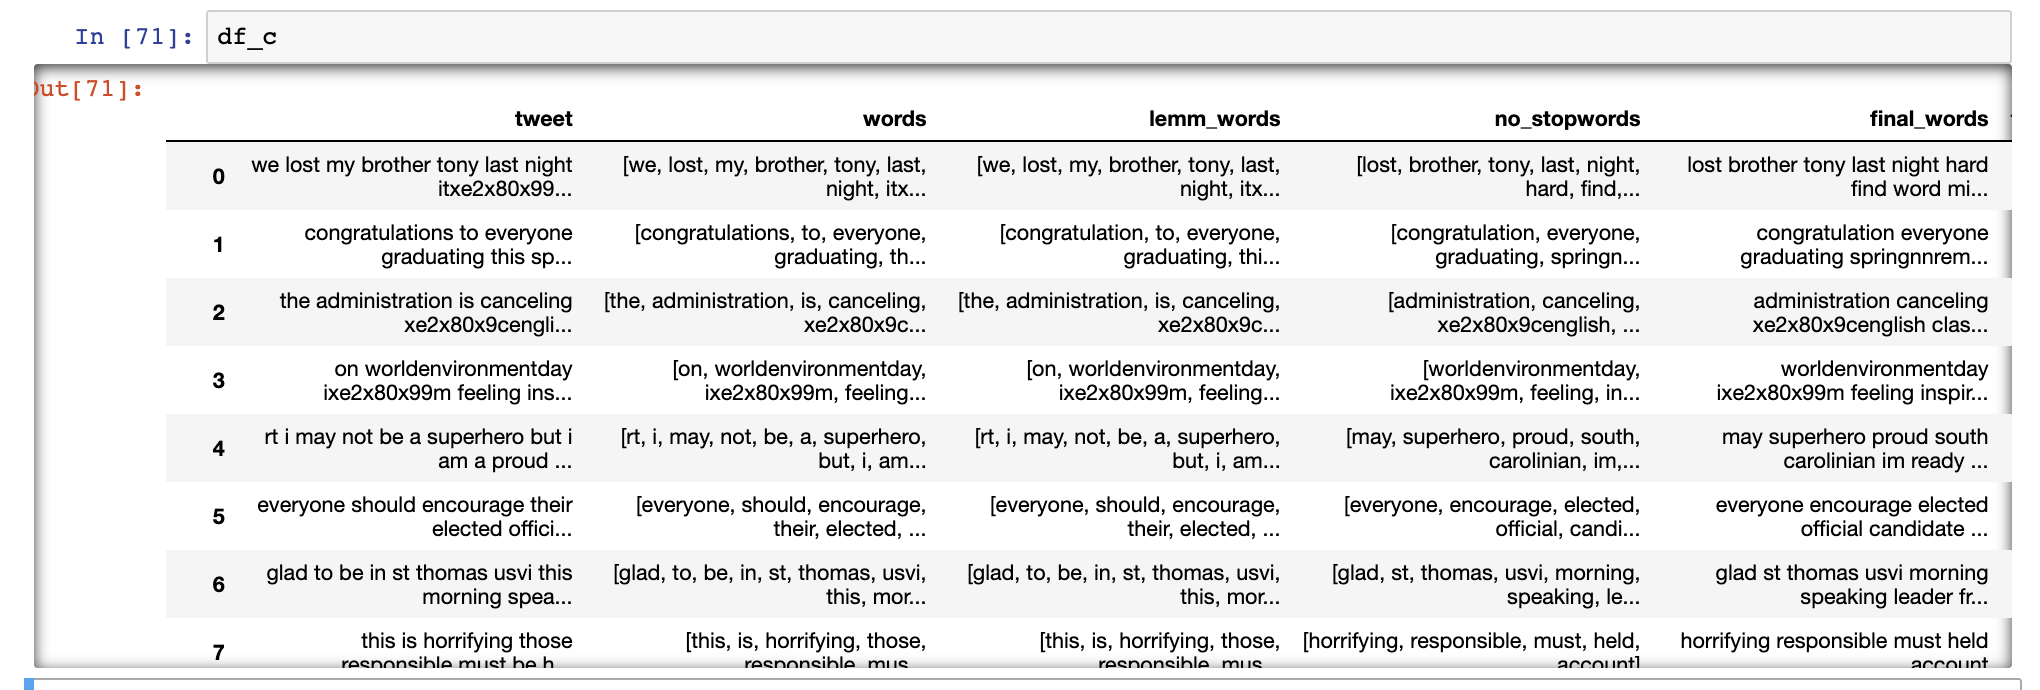 In [71]: df_c
Out[71]:
tweet words lemm_words no_stopwords final_words
0 we lost my brother tony last night [we, lost, my, brother, tony, last, [we, lost, my, brother, tony, last, [lost, brother, tony, last, night, lost brother tony last night hard
itxe2x80x99... night, itx... night, itx... hard, find,... find word mi...
1 congratulations to everyone [congratulations, to, everyone, [congratulation, to, everyone, [congratulation, everyone, congratulation everyone
graduating this sp... graduating, th... graduating, thi... graduating, springn... graduating springnnrem...
2 the administration is canceling [the, administration, is, canceling, [the, administration, is, canceling, [administration, canceling, administration canceling
xe2x80x9cengli... xe2x80x9c... xe2x80x9c... xe2x80x9cenglish, ... xe2x80x9cenglish clas...
3 on worldenvironmentday [on, worldenvironmentday, [on, worldenvironmentday, [worldenvironmentday, worldenvironmentday
ixe2x80x99m feeling ins... ixe2x80x99m, feeling... ixe2x80x99m, feeling... ixe2x80x99m, feeling, in... ixe2x80x99m feeling inspir...
4 rt i may not be a superhero but i [rt, i, may, not, be, a, superhero, [rt, i, may, not, be, a, superhero, [may, superhero, proud, south, may superhero proud south
am a proud ... but, i, am... but, i, am... carolinian, im,... carolinian im ready ...
5 everyone should encourage their [everyone, should, encourage, [everyone, should, encourage, [everyone, encourage, elected, everyone encourage elected
elected offici... their, elected, ... their, elected, ... official, candi... official candidate ...
6 glad to be in st thomas usvi this [glad, to, be, in, st, thomas, usvi, [glad, to, be, in, st, thomas, usvi, [glad, st, thomas, usvi, morning, glad st thomas usvi morning
morning spea... this, mor... this, mor... speaking, le... speaking leader fr...
7 this is horrifying those [this, is, horrifying, those, [this, is, horrifying, those, [horrifying, responsible, must, held, horrifying responsible must held
responsible must be h... responsible, mus... responsible, mus... account] account